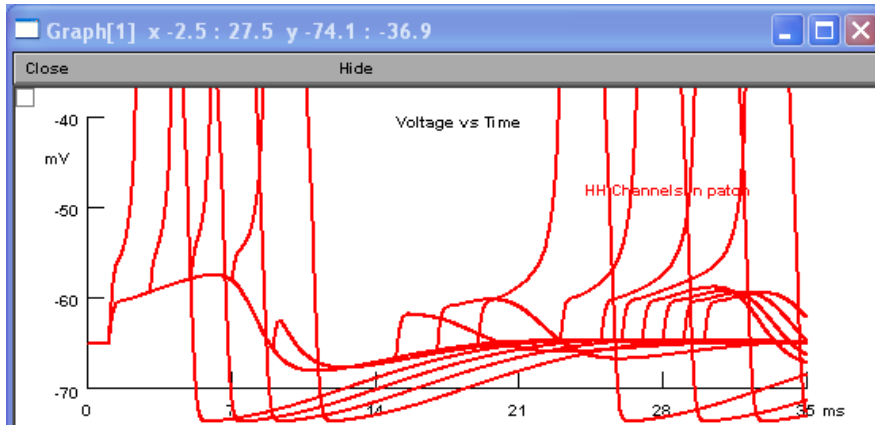 Graph[1] x -2.5 : 27.5 y -74.1 : -36.9
Close Hide
-40 Voltage vs Time
mV
HH Channels in patch
-50
-60
-70
0 7 14 21 28 35 ms